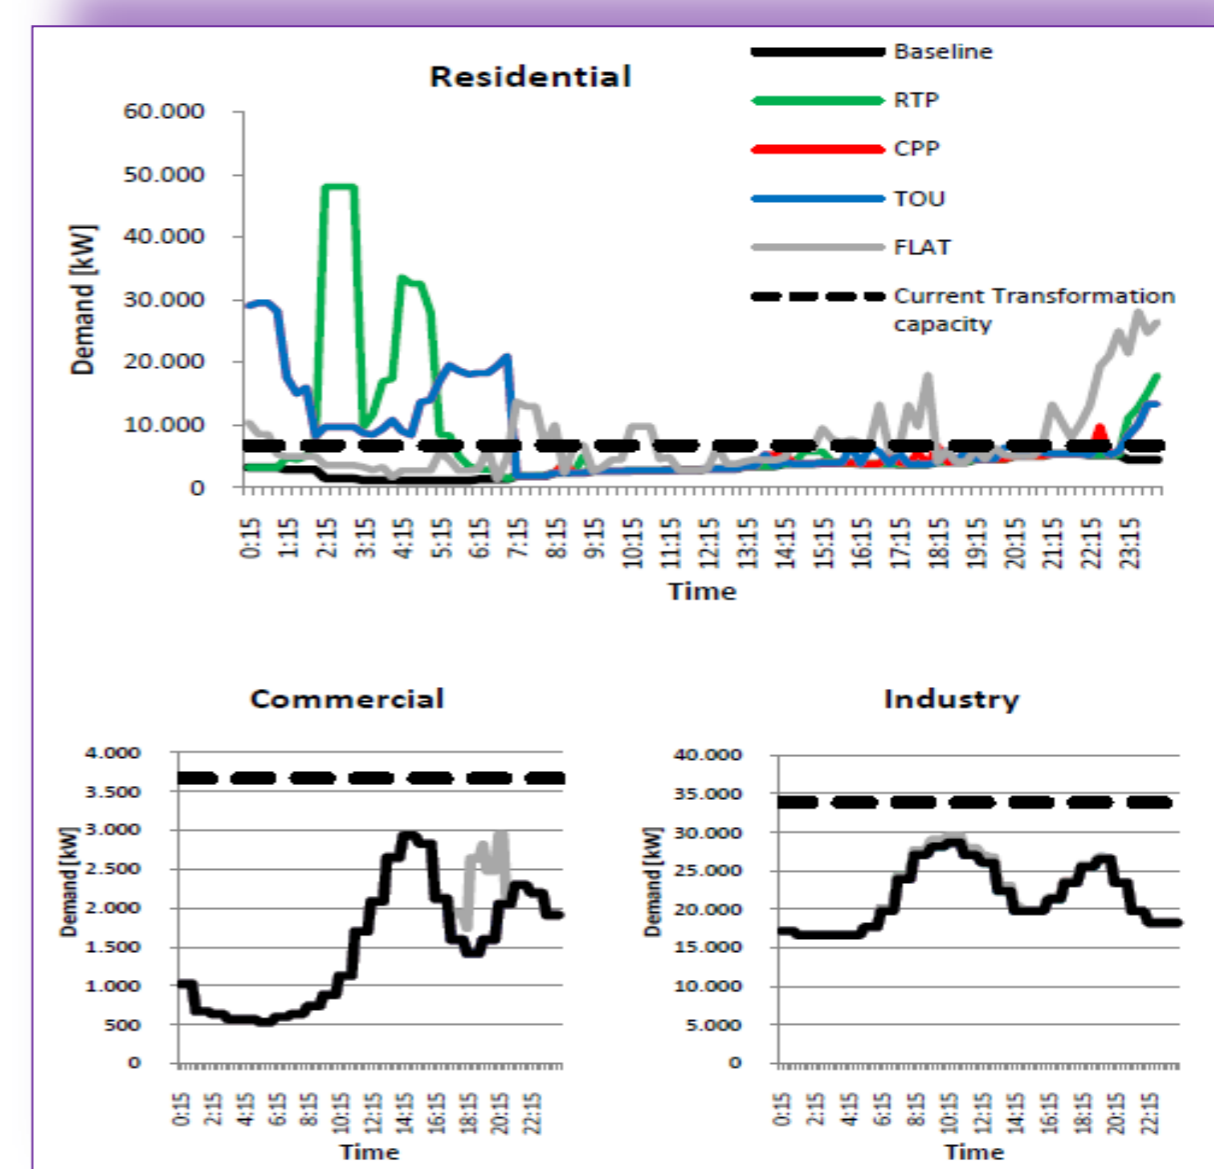 Residential
Baseline
RTP
CPP
TOU
FLAT
Current Transformation
capacity
Demand [kW]
60.000
50.000
40.000
30.000
20.000
10.000
0
0:15 1:15 2:15 3:15 4:15 5:15 6:15 7:15 8:15 9:15 10:15 11:15 12:15 13:15 14:15 15:15 16:15 17:15 18:15 19:15 20:15 21:15 22:15 23:15
Time
Commercial
Demand [kW]
4.000
3.500
3.000
2.500
2.000
1.500
1.000
500
0
0:15 2:15 4:15 6:15 8:15 10:15 12:15 14:15 16:15 18:15 20:15 22:15
Time
Industry
Demand [kW]
40.000
35.000
30.000
25.000
20.000
15.000
10.000
5.000
0
0:15 2:15 4:15 6:15 8:15 10:15 12:15 14:15 16:15 18:15 20:15 22:15
Time